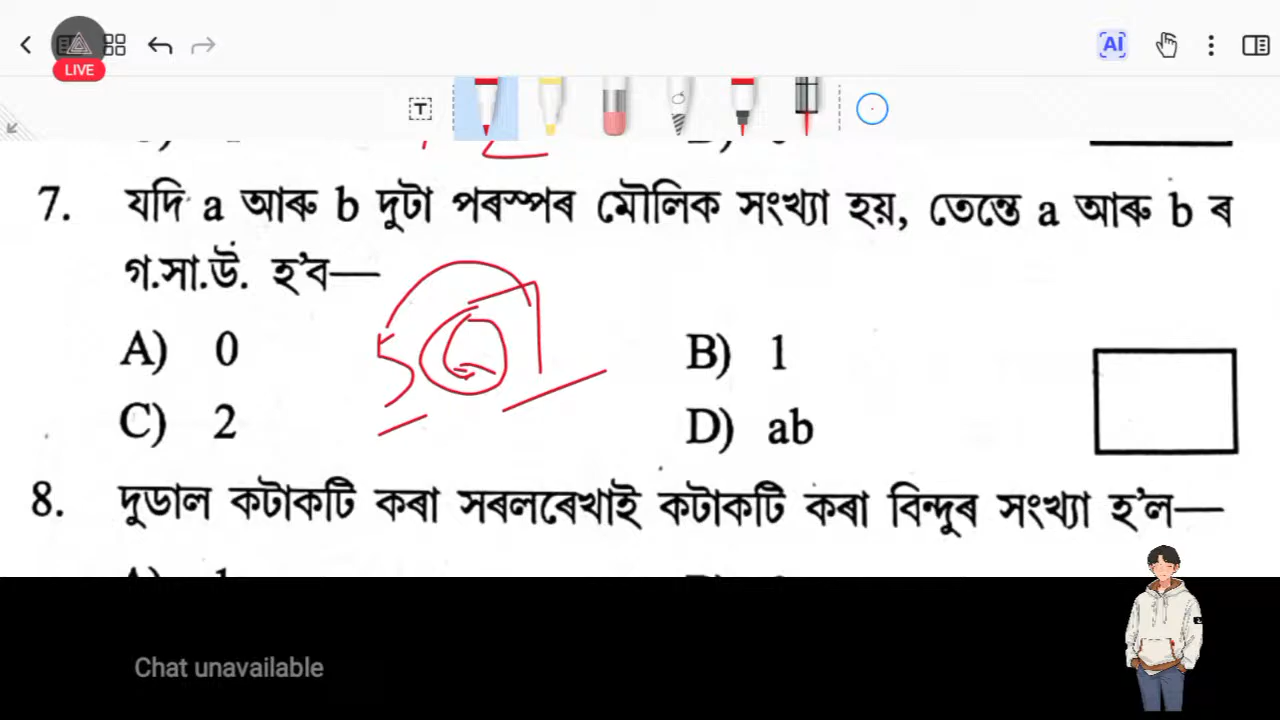 LIVE
AI
T
7. যদি a আৰু b দুটা পৰস্পৰ মৌলিক সংখ্যা হয়, তেন্তে a আৰু b ৰ
গ.সা.উ. হ'ব—
A) 0
B) 1
C) 2
D) ab
8. দুডাল কটাকটি কৰা সৰলৰেখাই কটাকটি কৰা বিন্দুৰ সংখ্যা হ'ল—
Chat unavailable